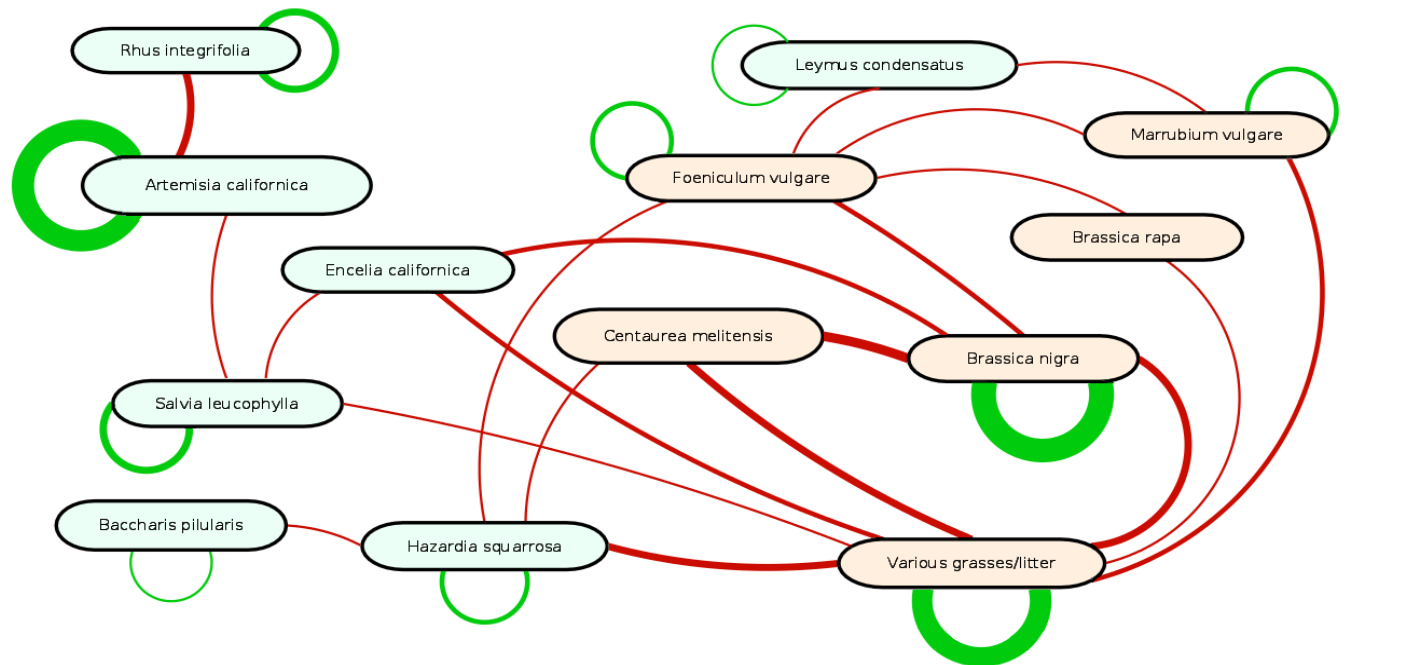 Rhus integrifolia
Leymus condensatus
Marrubium vulgare
Artemisia californica
Foeniculum vulgare
Brassica rapa
Encelia californica
Centaurea melitensis
Brassica nigra
Salvia leucophylla
Baccharis pilularis
Hazardia squarrosa
Various grasses/litter